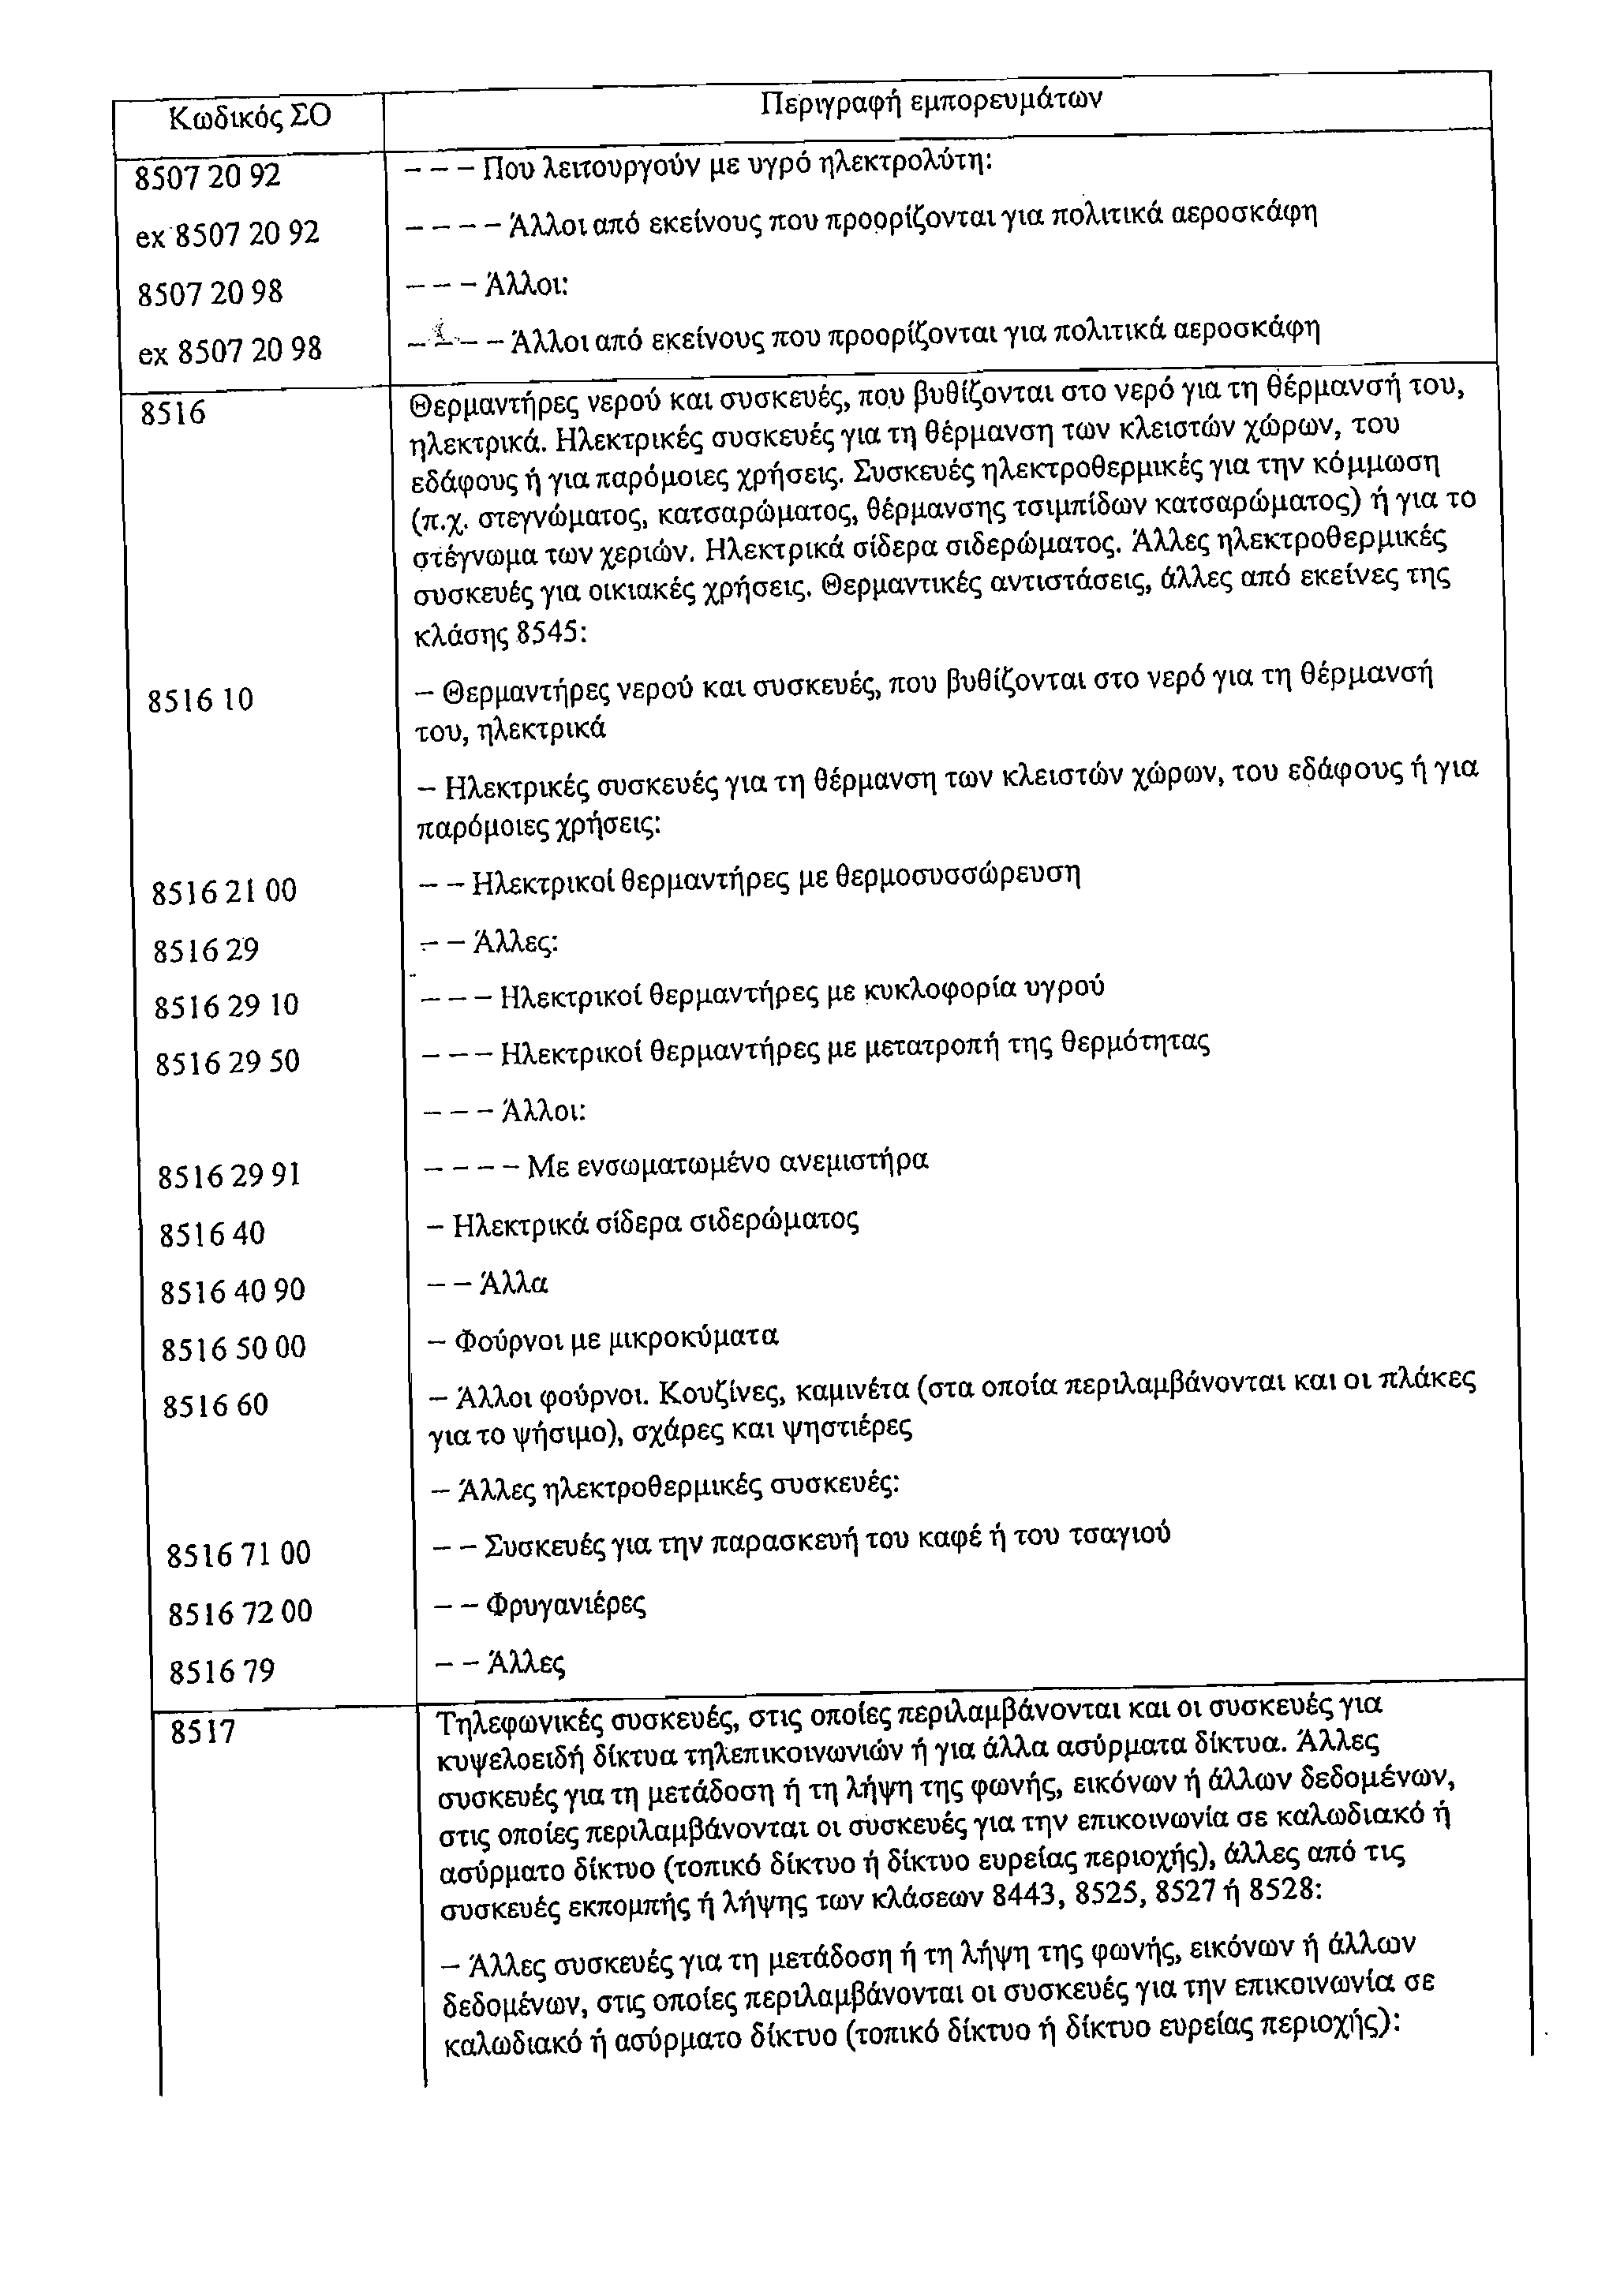 Κωδικός ΣΟ Περιγραφή εμπορευμάτων
8507 20 92 – – – Που λειτουργούν με υγρό ηλεκτρολύτη:
ex 8507 20 92 – – – – Άλλοι από εκείνους που προορίζονται για πολιτικά αεροσκάφη
8507 20 98 – – – Άλλοι:
ex 8507 20 98 – – – – Άλλοι από εκείνους που προορίζονται για πολιτικά αεροσκάφη
8516 Θερμαντήρες νερού και συσκευές, που βυθίζονται στο νερό για τη θέρμανσή του,
ηλεκτρικά. Ηλεκτρικές συσκευές για τη θέρμανση των κλειστών χώρων, του
εδάφους ή για παρόμοιες χρήσεις. Συσκευές ηλεκτροθερμικές για την κόμμωση
(π.χ. στεγνώματος, κατσαρώματος, θέρμανσης τσιμπίδων κατσαρώματος) ή για το
στέγνωμα των χεριών. Ηλεκτρικά σίδερα σιδερώματος. Άλλες ηλεκτροθερμικές
συσκευές για οικιακές χρήσεις. Θερμαντικές αντιστάσεις, άλλες από εκείνες της
κλάσης 8545:
8516 10 – Θερμαντήρες νερού και συσκευές, που βυθίζονται στο νερό για τη θέρμανσή
του, ηλεκτρικά
– Ηλεκτρικές συσκευές για τη θέρμανση των κλειστών χώρων, του εδάφους ή για
παρόμοιες χρήσεις:
8516 21 00 – – Ηλεκτρικοί θερμαντήρες με θερμοσυσσώρευση
8516 29 – – Άλλες:
8516 29 10 – – – Ηλεκτρικοί θερμαντήρες με κυκλοφορία υγρού
8516 29 50 – – – Ηλεκτρικοί θερμαντήρες με μετατροπή της θερμότητας
– – – Άλλοι:
8516 29 91 – – – – Με ενσωματωμένο ανεμιστήρα
8516 40 – Ηλεκτρικά σίδερα σιδερώματος
8516 40 90 – – Άλλα
8516 50 00 – Φούρνοι με μικροκύματα
8516 60 – Άλλοι φούρνοι. Κουζίνες, καμινέτα (στα οποία περιλαμβάνονται και οι πλάκες
για το ψήσιμο), σχάρες και ψηστιέρες
– Άλλες ηλεκτροθερμικές συσκευές:
8516 71 00 – – Συσκευές για την παρασκευή του καφέ ή του τσαγιού
8516 72 00 – – Φρυγανιέρες
8516 79 – – Άλλες
8517 Τηλεφωνικές συσκευές, στις οποίες περιλαμβάνονται και οι συσκευές για
κυψελοειδή δίκτυα τηλεπικοινωνιών ή για άλλα ασύρματα δίκτυα. Άλλες
συσκευές για τη μετάδοση ή τη λήψη της φωνής, εικόνων ή άλλων δεδομένων,
στις οποίες περιλαμβάνονται οι συσκευές για την επικοινωνία σε καλωδιακό ή
ασύρματο δίκτυο (τοπικό δίκτυο ή δίκτυο ευρείας περιοχής), άλλες από τις
συσκευές εκπομπής ή λήψης των κλάσεων 8443, 8525, 8527 ή 8528:
– Άλλες συσκευές για τη μετάδοση ή τη λήψη της φωνής, εικόνων ή άλλων
δεδομένων, στις οποίες περιλαμβάνονται οι συσκευές για την επικοινωνία σε
καλωδιακό ή ασύρματο δίκτυο (τοπικό δίκτυο ή δίκτυο ευρείας περιοχής):